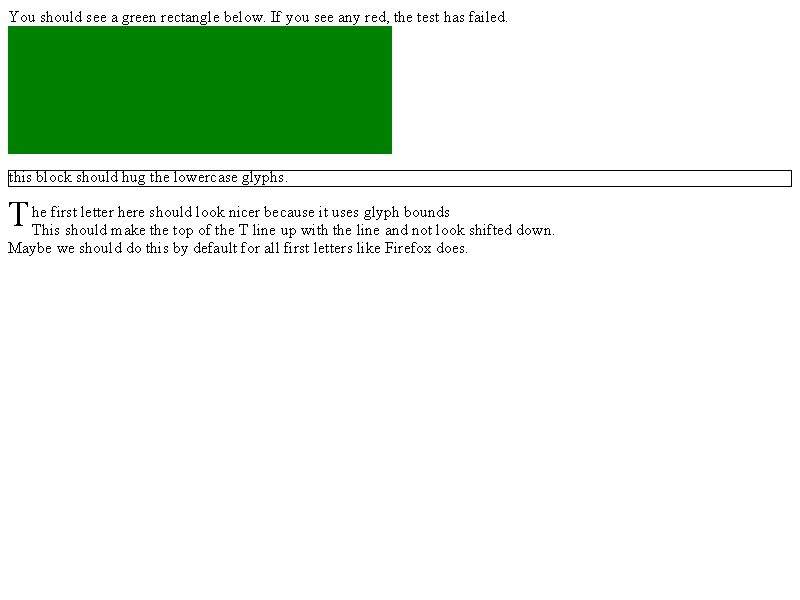 You should see a green rectangle below. If you see any red, the test has failed.
this block should hug the lowercase glyphs.
The first letter here should look nicer because it uses glyph bounds
This should make the top of the T line up with the line and not look shifted down.
Maybe we should do this by default for all first letters like Firefox does.